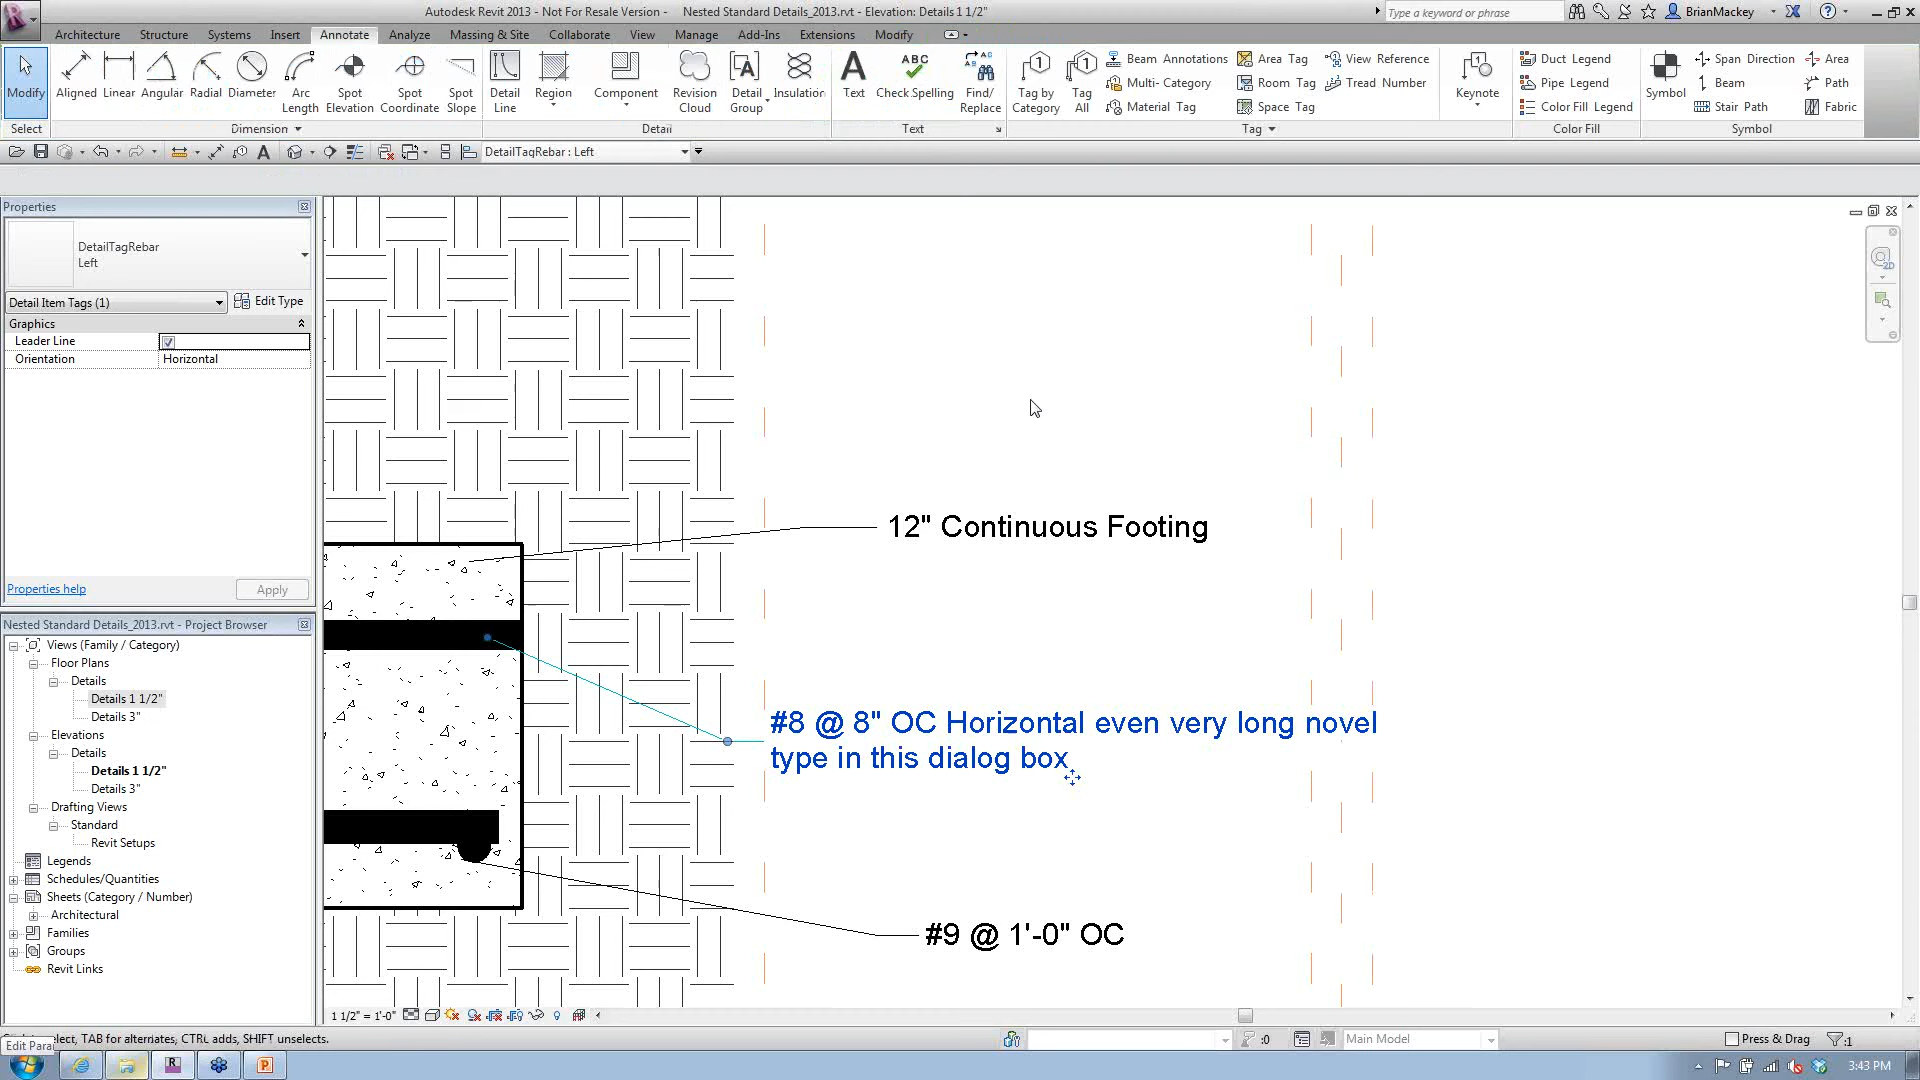 Autodesk Revit 2013 - Not For Resale Version - Nested Standard Details_2013.rvt - Elevation: Details 1 1/2"
Type a keyword or phrase
BrianMackey
Architecture Structure Systems Insert Annotate Analyze Massing & Site Collaborate View Manage Add-Ins Extensions Modify
Modify
Aligned
Linear
Angular
Radial
Diameter
Arc Length
Spot Elevation
Spot Coordinate
Spot Slope
Detail Line
Region
Component
Revision Cloud
Detail Group
Insulation
Text
ABC
Check Spelling
Find/ Replace
Tag by Category
Tag All
Beam Annotations
Multi- Category
Material Tag
Area Tag
Room Tag
Space Tag
View Reference
Tread Number
Keynote
Duct Legend
Pipe Legend
Color Fill Legend
Symbol
Span Direction
Beam
Stair Path
Area
Path
Fabric
Select Dimension Detail Text Tag Color Fill Symbol
DetailTagRebar : Left
Properties
DetailTagRebar
Left
Detail Item Tags (1)
Edit Type
Graphics
Leader Line
Orientation Horizontal
Properties help
Apply
Nested Standard Details_2013.rvt - Project Browser
Views (Family / Category)
Floor Plans
Details
Details 1 1/2"
Details 3"
Elevations
Details
Details 1 1/2"
Details 3"
Drafting Views
Standard
Revit Setups
Legends
Schedules/Quantities
Sheets (Category / Number)
Architectural
Families
Groups
Revit Links
12" Continuous Footing
#8 @ 8" OC Horizontal even very long novel
type in this dialog box
#9 @ 1'-0" OC
1 1/2" = 1'-0"
select, TAB for alternates, CTRL adds, SHIFT unselects.
Edit Para
:0
Main Model
Press & Drag
:1
3:43 PM